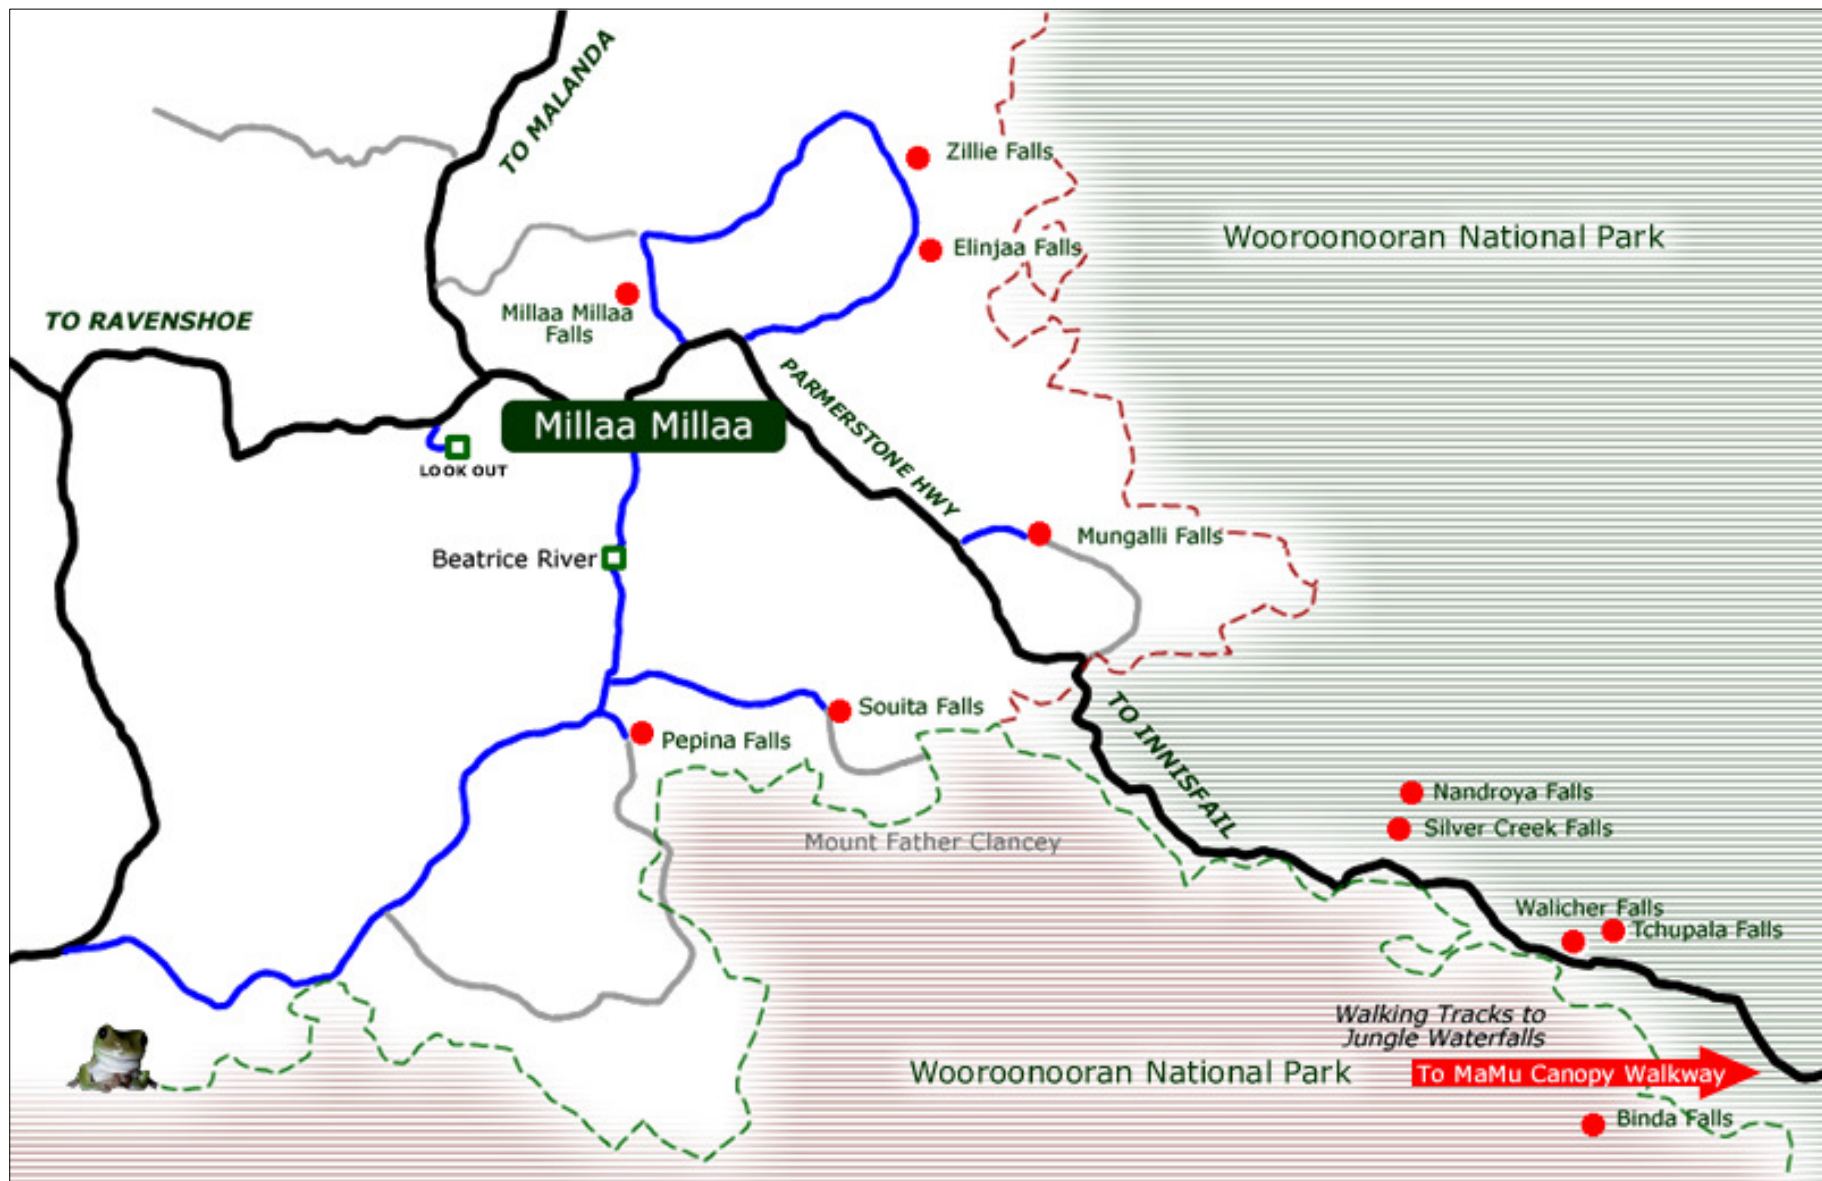 TO MALANDA
Zillie Falls
Wooroonooran National Park
Elinjaa Falls
Millaa Millaa
Falls
TO RAVENSHOE
PARMERSTONE HWY
Millaa Millaa
LOOK OUT
Mungalli Falls
Beatrice River
Souita Falls
Pepina Falls
TO INNISFAIL
Nandroya Falls
Silver Creek Falls
Mount Father Clancey
Walicher Falls
Tchupala Falls
Walking Tracks to
Jungle Waterfalls
Wooroonooran National Park
To MaMu Canopy Walkway
Binda Falls